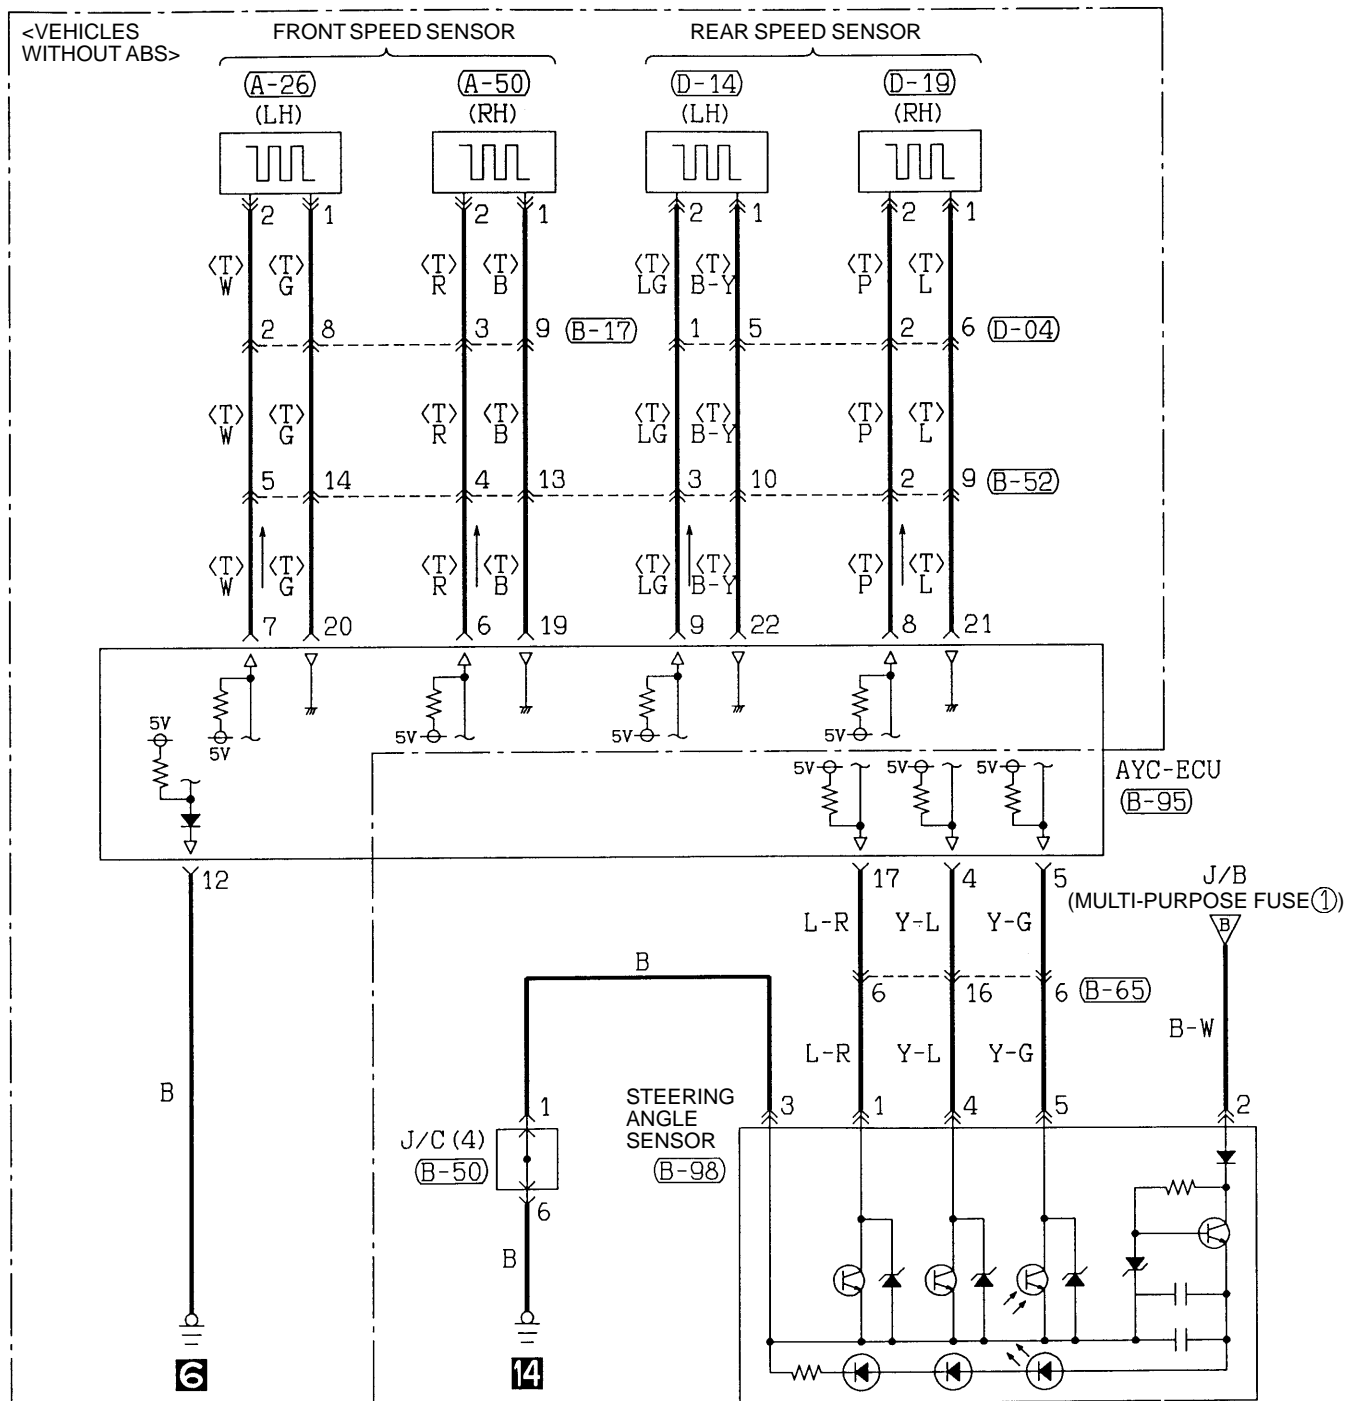 <VEHICLES
WITHOUT ABS>
FRONT SPEED SENSOR
REAR SPEED SENSOR
A-26
(LH)
A-50
(RH)
D-14
(LH)
D-19
(RH)
2 1 2 1 2 1 2 1
<T> <T> <T> <T> <T> <T> <T> <T>
W G R B LG B-Y P L
2 8 3 9 B-17 1 5 2 6 D-04
<T> <T> <T> <T> <T> <T> <T> <T>
W G R B LG B-Y P L
5 14 4 13 3 10 2 9 B-52
<T> <T> <T> <T> <T> <T> <T> <T>
W G R B LG B-Y P L
7 20 6 19 9 22 8 21
5V 5V 5V 5V 5V
5V 5V 5V
AYC-ECU
B-95
12 17 4 5
J/B
(MULTI-PURPOSE FUSE①)
B
L-R Y-L Y-G
B
6 16 6 B-65
B-W
L-R Y-L Y-G
B
STEERING
ANGLE
SENSOR
B-98
1 3 1 4 5 2
J/C(4)
B-50
6
B
6
14